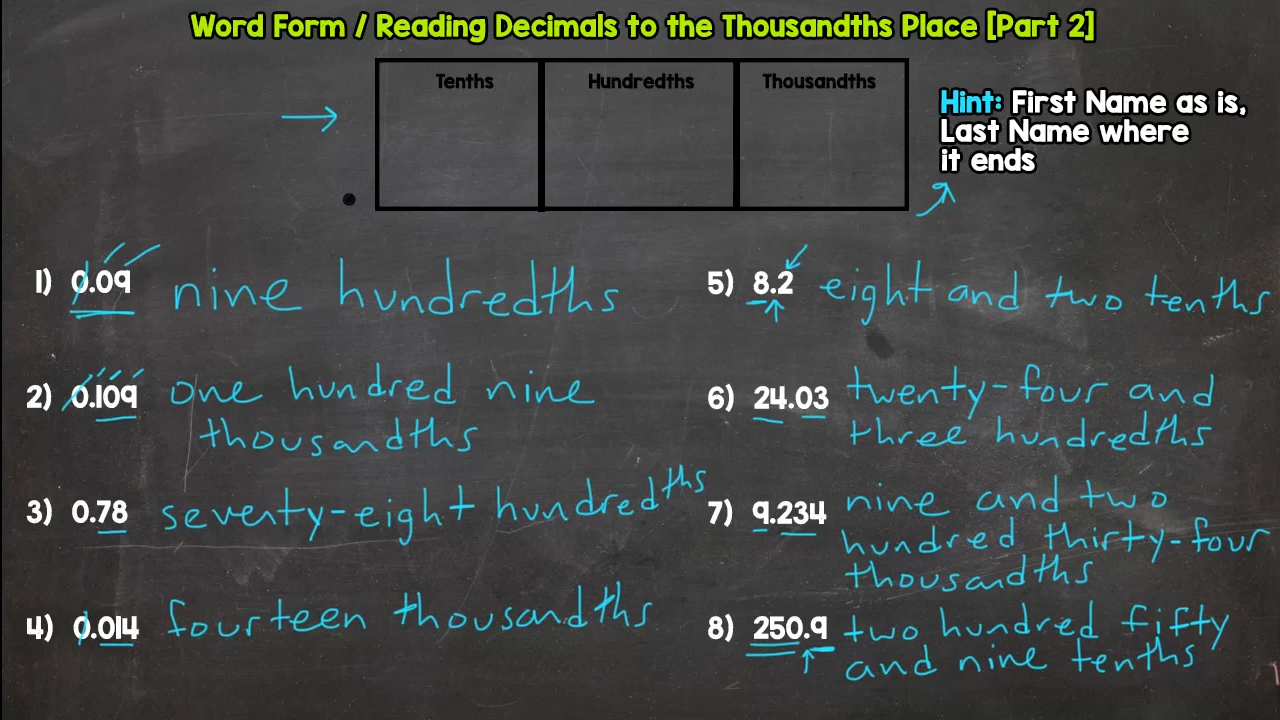 Word Form / Reading Decimals to the Thousandths Place [Part 2]
Tenths Hundredths Thousandths
Hint: First Name as is,
Last Name where
it ends
1) 0.09 nine hundredths
2) 0.109 one hundred nine
thousandths
3) 0.78 seventy-eight hundredths
4) 0.014 fourteen thousandths
5) 8.2 eight and two tenths
6) 24.03 twenty-four and
three hundredths
7) 9.234 nine and two
hundred thirty-four
thousandths
8) 250.9 two hundred fifty
and nine tenths